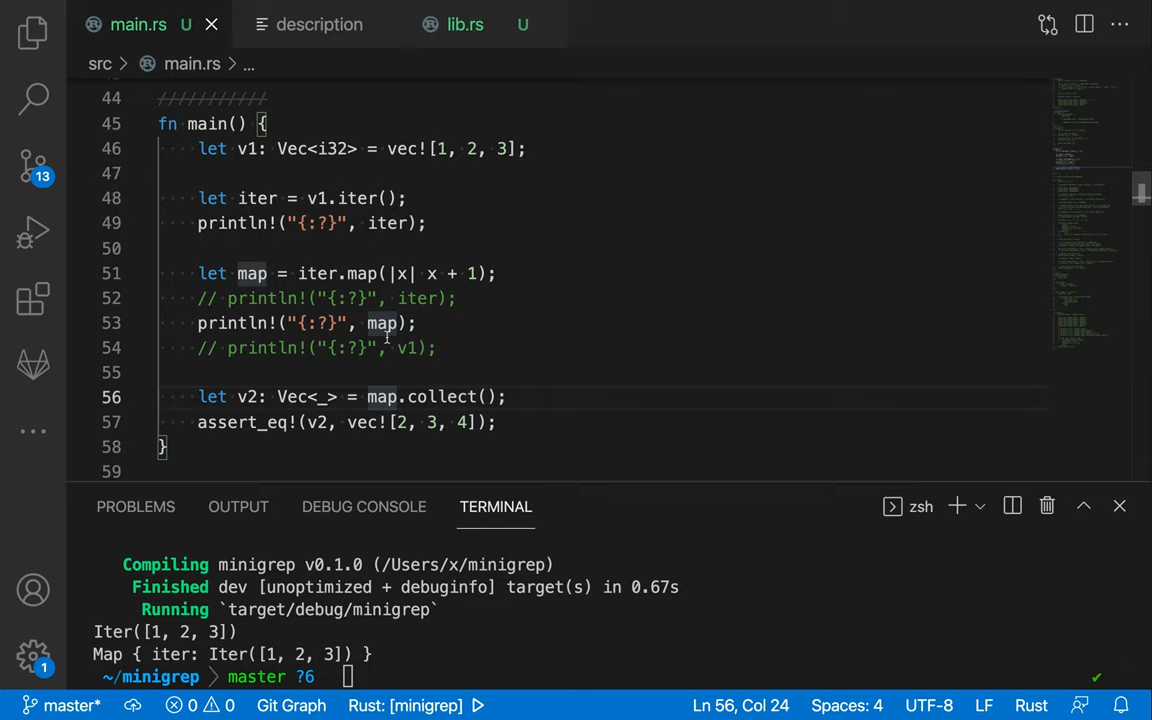 main.rs U description lib.rs U
src main.rs ...
44 ///////////
45 fn main() {
46 let v1: Vec<i32> = vec![1, 2, 3];
47
48 let iter = v1.iter();
49 println!("{:?}", iter);
50
51 let map = iter.map(|x| x + 1);
52 // println!("{:?}", iter);
53 println!("{:?}", map);
54 // println!("{:?}", v1);
55
56 let v2: Vec<_> = map.collect();
57 assert_eq!(v2, vec![2, 3, 4]);
58 }
59
13
1
PROBLEMS OUTPUT DEBUG CONSOLE TERMINAL zsh
Compiling minigrep v0.1.0 (/Users/x/minigrep)
Finished dev [unoptimized + debuginfo] target(s) in 0.67s
Running `target/debug/minigrep`
Iter([1, 2, 3])
Map { iter: Iter([1, 2, 3]) }
~/minigrep master ?6
master* 0 0 Git Graph Rust: [minigrep] Ln 56, Col 24 Spaces: 4 UTF-8 LF Rust